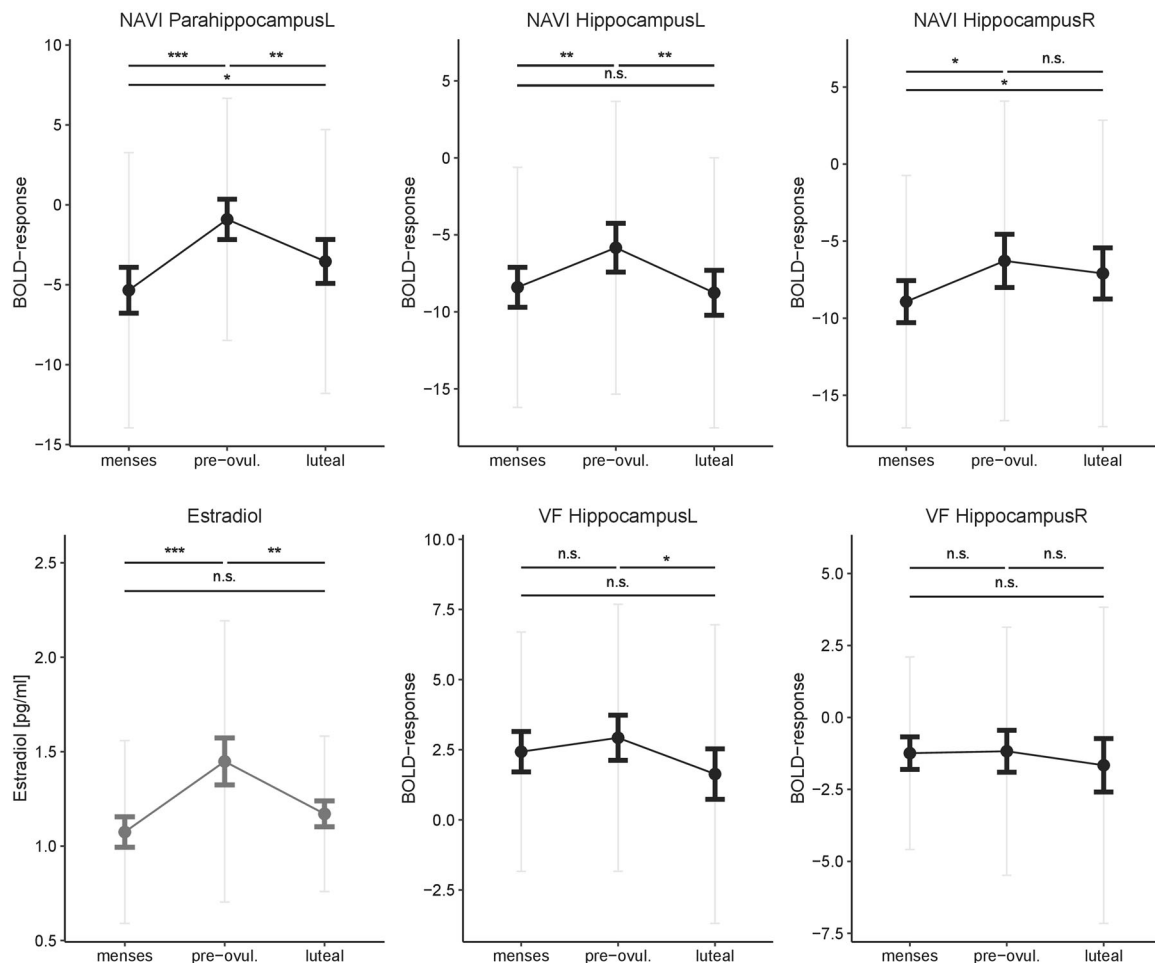 NAVI ParahippocampusL
***
**
*
BOLD−response
10
5
0
−5
−10
−15
menses
pre−ovul.
luteal
NAVI HippocampusL
**
**
n.s.
BOLD−response
5
0
−5
−10
−15
menses
pre−ovul.
luteal
NAVI HippocampusR
*
n.s.
*
BOLD−response
5
0
−5
−10
−15
menses
pre−ovul.
luteal
Estradiol
***
**
n.s.
Estradiol [pg/ml]
2.5
2.0
1.5
1.0
0.5
menses
pre−ovul.
luteal
VF HippocampusL
n.s.
*
n.s.
BOLD−response
10.0
7.5
5.0
2.5
0.0
−2.5
menses
pre−ovul.
luteal
VF HippocampusR
n.s.
n.s.
n.s.
BOLD−response
5.0
2.5
0.0
−2.5
−5.0
−7.5
menses
pre−ovul.
luteal